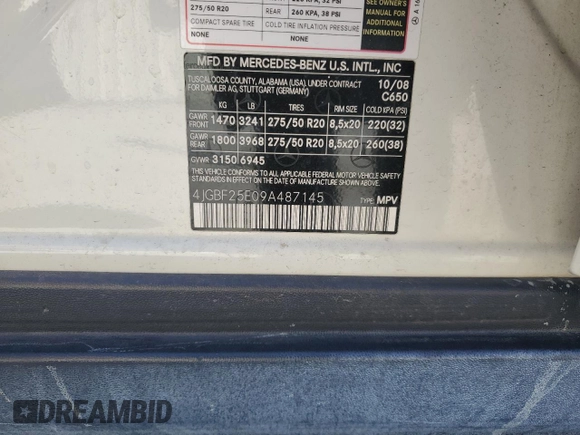 SEE OWNER'S
MANUAL FOR
ADDITIONAL
INFORMATION
275/50 R20 REAR 260 KPA, 38 PSI
COMPACT SPARE TIRE COLD TIRE INFLATION PRESSURE
NONE NONE
MFD BY MERCEDES-BENZ U.S. INTL., INC
TUSCALOOSA COUNTY, ALABAMA (USA), UNDER CONTRACT 10/08
FOR DAIMLER AG, STUTTGART (GERMANY) C650
KG LB TIRES RIM SIZE COLD KPA (PSI)
GAWR FRONT 1470 3241 275/50 R20 8,5x20 220(32)
GAWR REAR 1800 3968 275/50 R20 8,5x20 260(38)
GVWR 3150 6945
THIS VEHICLE CONFORMS TO ALL APPLICABLE FEDERAL MOTOR VEHICLE SAFETY
STANDARDS IN EFFECT ON THE DATE OF MANUFACTURE SHOWN ABOVE.
4JGBF25E09A487145 TYPE: MPV
DREAMBID